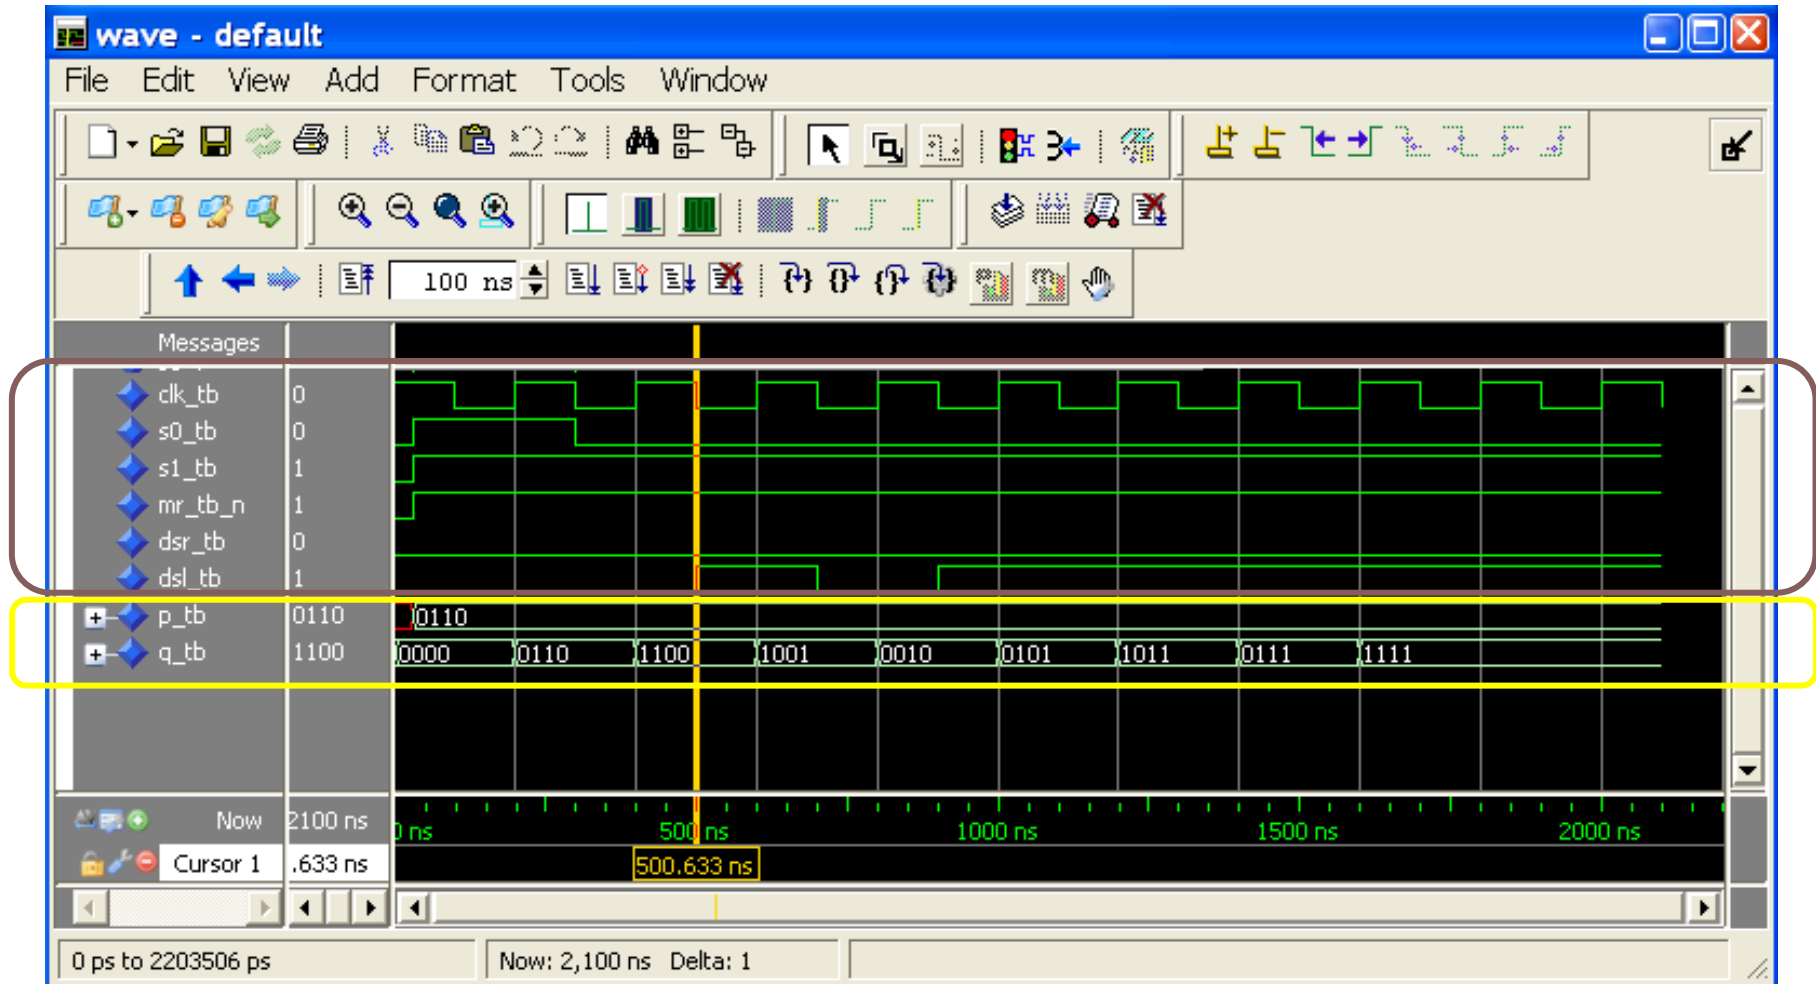 wave - default
File Edit View Add Format Tools Window
100 ns
Messages
clk_tb 0
s0_tb 0
s1_tb 1
mr_tb_n 1
dsr_tb 0
dsl_tb 1
p_tb 0110 0110
q_tb 1100 0000 0110 1100 1001 0010 0101 1011 0111 1111
Now 2100 ns 0 ns 500 ns 1000 ns 1500 ns 2000 ns
Cursor 1 .633 ns 500.633 ns
0 ps to 2203506 ps Now: 2,100 ns Delta: 1